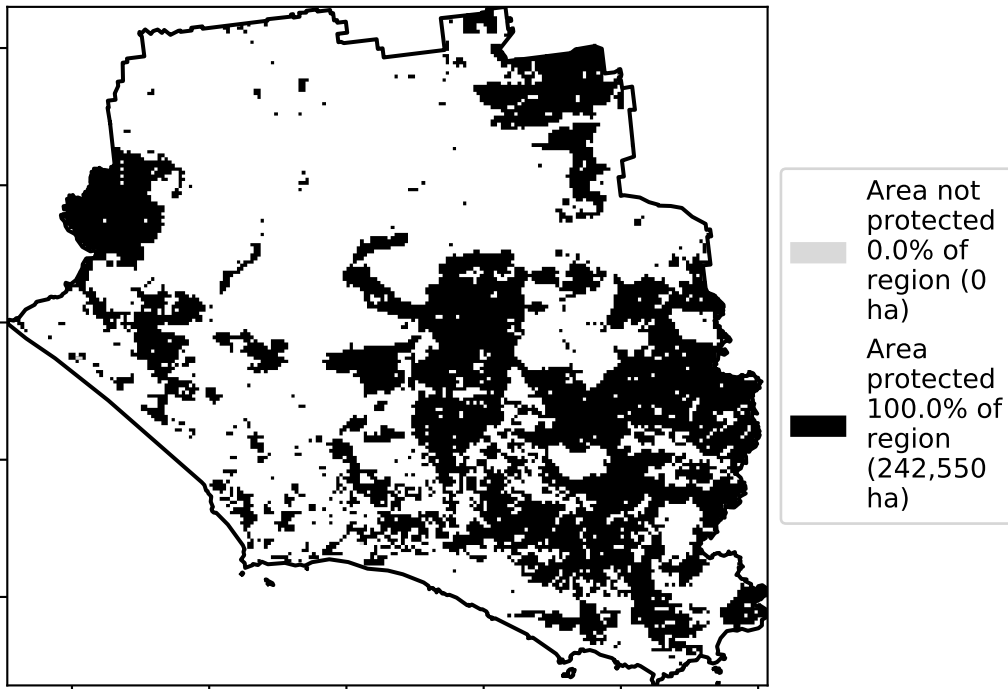 Area not
protected
0.0% of
region (0
ha)
Area
protected
100.0% of
region
(242,550
ha)